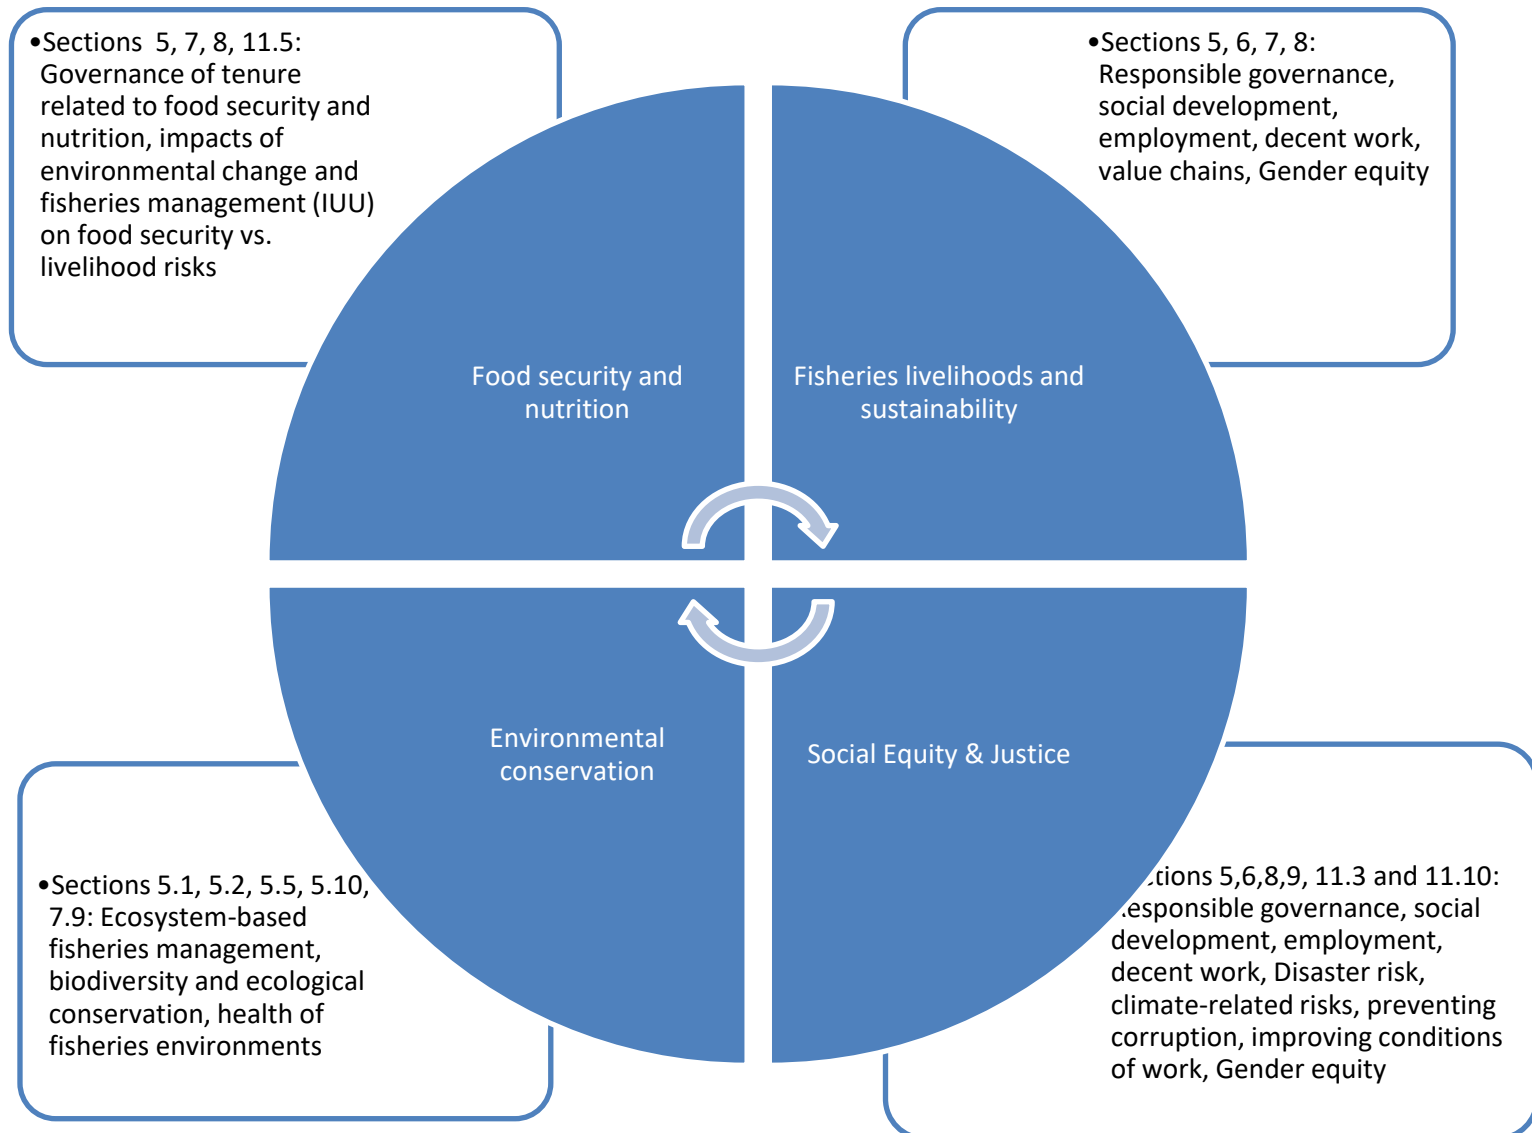 •Sections 5, 7, 8, 11.5:
Governance of tenure
related to food security and
nutrition, impacts of
environmental change and
fisheries management (IUU)
on food security vs.
livelihood risks
•Sections 5, 6, 7, 8:
Responsible governance,
social development,
employment, decent work,
value chains, Gender equity
Food security and
nutrition
Fisheries livelihoods and
sustainability
Environmental
conservation
Social Equity & Justice
•Sections 5.1, 5.2, 5.5, 5.10,
7.9: Ecosystem-based
fisheries management,
biodiversity and ecological
conservation, health of
fisheries environments
5,6,8,9, 11.3 and 11.10:
governance, social
development, employment,
decent work, Disaster risk,
climate-related risks, preventing
corruption, improving conditions
of work, Gender equity